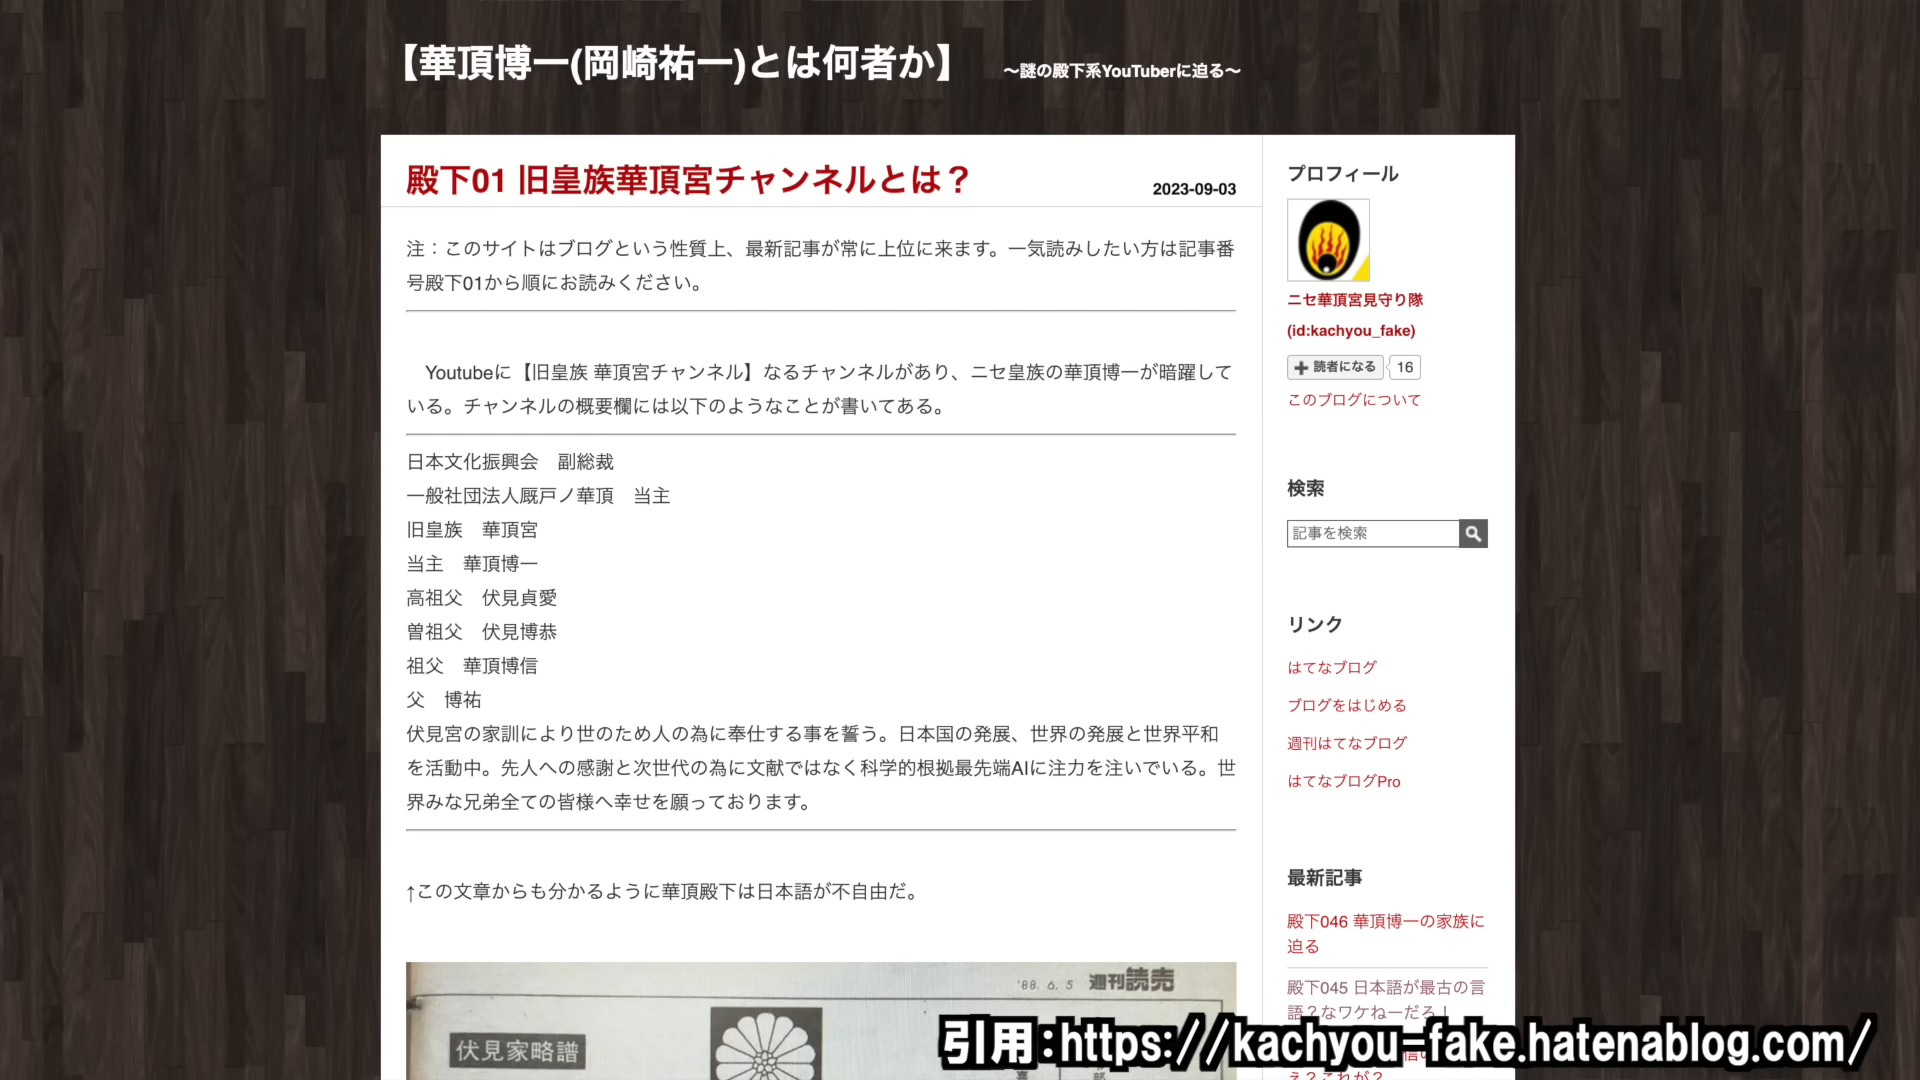 【華頂博一(岡崎祐一)とは何者か】
〜謎の殿下系YouTuberに迫る〜
殿下01 旧皇族華頂宮チャンネルとは？
2023-09-03
注：このサイトはブログという性質上、最新記事が常に上位に来ます。一気読みしたい方は記事番
号殿下01から順にお読みください。
Youtubeに【旧皇族 華頂宮チャンネル】なるチャンネルがあり、ニセ皇族の華頂博一が暗躍して
いる。チャンネルの概要欄には以下のようなことが書いてある。
日本文化振興会　副総裁
一般社団法人厩戸ノ華頂　当主
旧皇族　華頂宮
当主　華頂博一
高祖父　伏見貞愛
曽祖父　伏見博恭
祖父　華頂博信
父　博祐
伏見宮の家訓により世のため人の為に奉仕する事を誓う。日本国の発展、世界の発展と世界平和
を活動中。先人への感謝と次世代の為に文献ではなく科学的根拠最先端AIに注力を注いでいる。世
界みな兄弟全ての皆様へ幸せを願っております。
↑この文章からも分かるように華頂殿下は日本語が不自由だ。
'88. 6. 5 週刊読売
伏見家略譜
プロフィール
ニセ華頂宮見守り隊
(id:kachyou_fake)
読者になる 16
このブログについて
検索
記事を検索
リンク
はてなブログ
ブログをはじめる
週刊はてなブログ
はてなブログPro
最新記事
殿下046 華頂博一の家族に
迫る
殿下045 日本語が最古の言
語？なワケねーだろ！
え？これが？
引用：https://kachyou-fake.hatenablog.com/